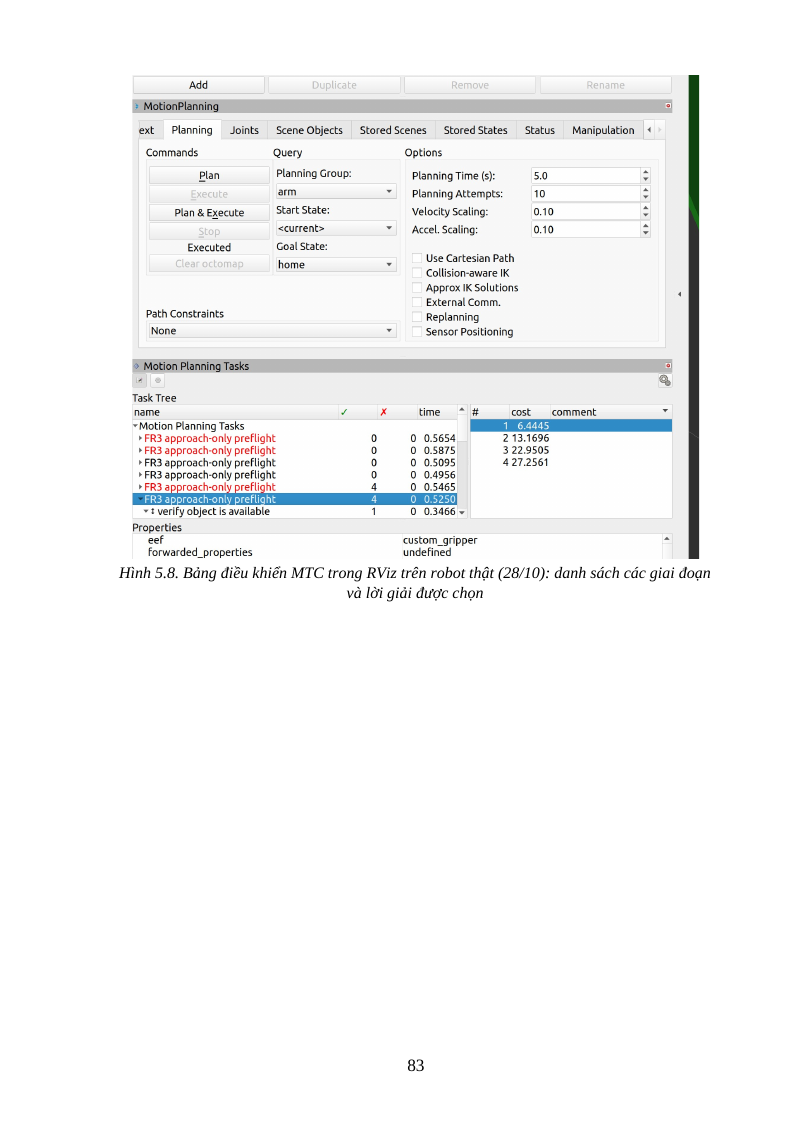 Add Duplicate Remove Rename
MotionPlanning
ext Planning Joints Scene Objects Stored Scenes Stored States Status Manipulation
Commands Query Options
Plan Planning Group: Planning Time (s): 5.0
Execute arm Planning Attempts: 10
Plan & Execute Start State: Velocity Scaling: 0.10
Stop <current> Accel. Scaling: 0.10
Executed Goal State:
Clear octomap home
Use Cartesian Path
Collision-aware IK
Approx IK Solutions
External Comm.
Replanning
Sensor Positioning
Path Constraints
None
Motion Planning Tasks
Task Tree
name ✓ ✗ time # cost comment
Motion Planning Tasks 1 6.4445
FR3 approach-only preflight 0 0 0.5654 2 13.1696
FR3 approach-only preflight 0 0 0.5875 3 22.9505
FR3 approach-only preflight 0 0 0.5095 4 27.2561
FR3 approach-only preflight 0 0 0.4956
FR3 approach-only preflight 4 0 0.5465
FR3 approach-only preflight 4 0 0.5250
verify object is available 1 0 0.3466
Properties
eef custom_gripper
forwarded_properties undefined
Hình 5.8. Bảng điều khiển MTC trong RViz trên robot thật (28/10): danh sách các giai đoạn
và lời giải được chọn
83